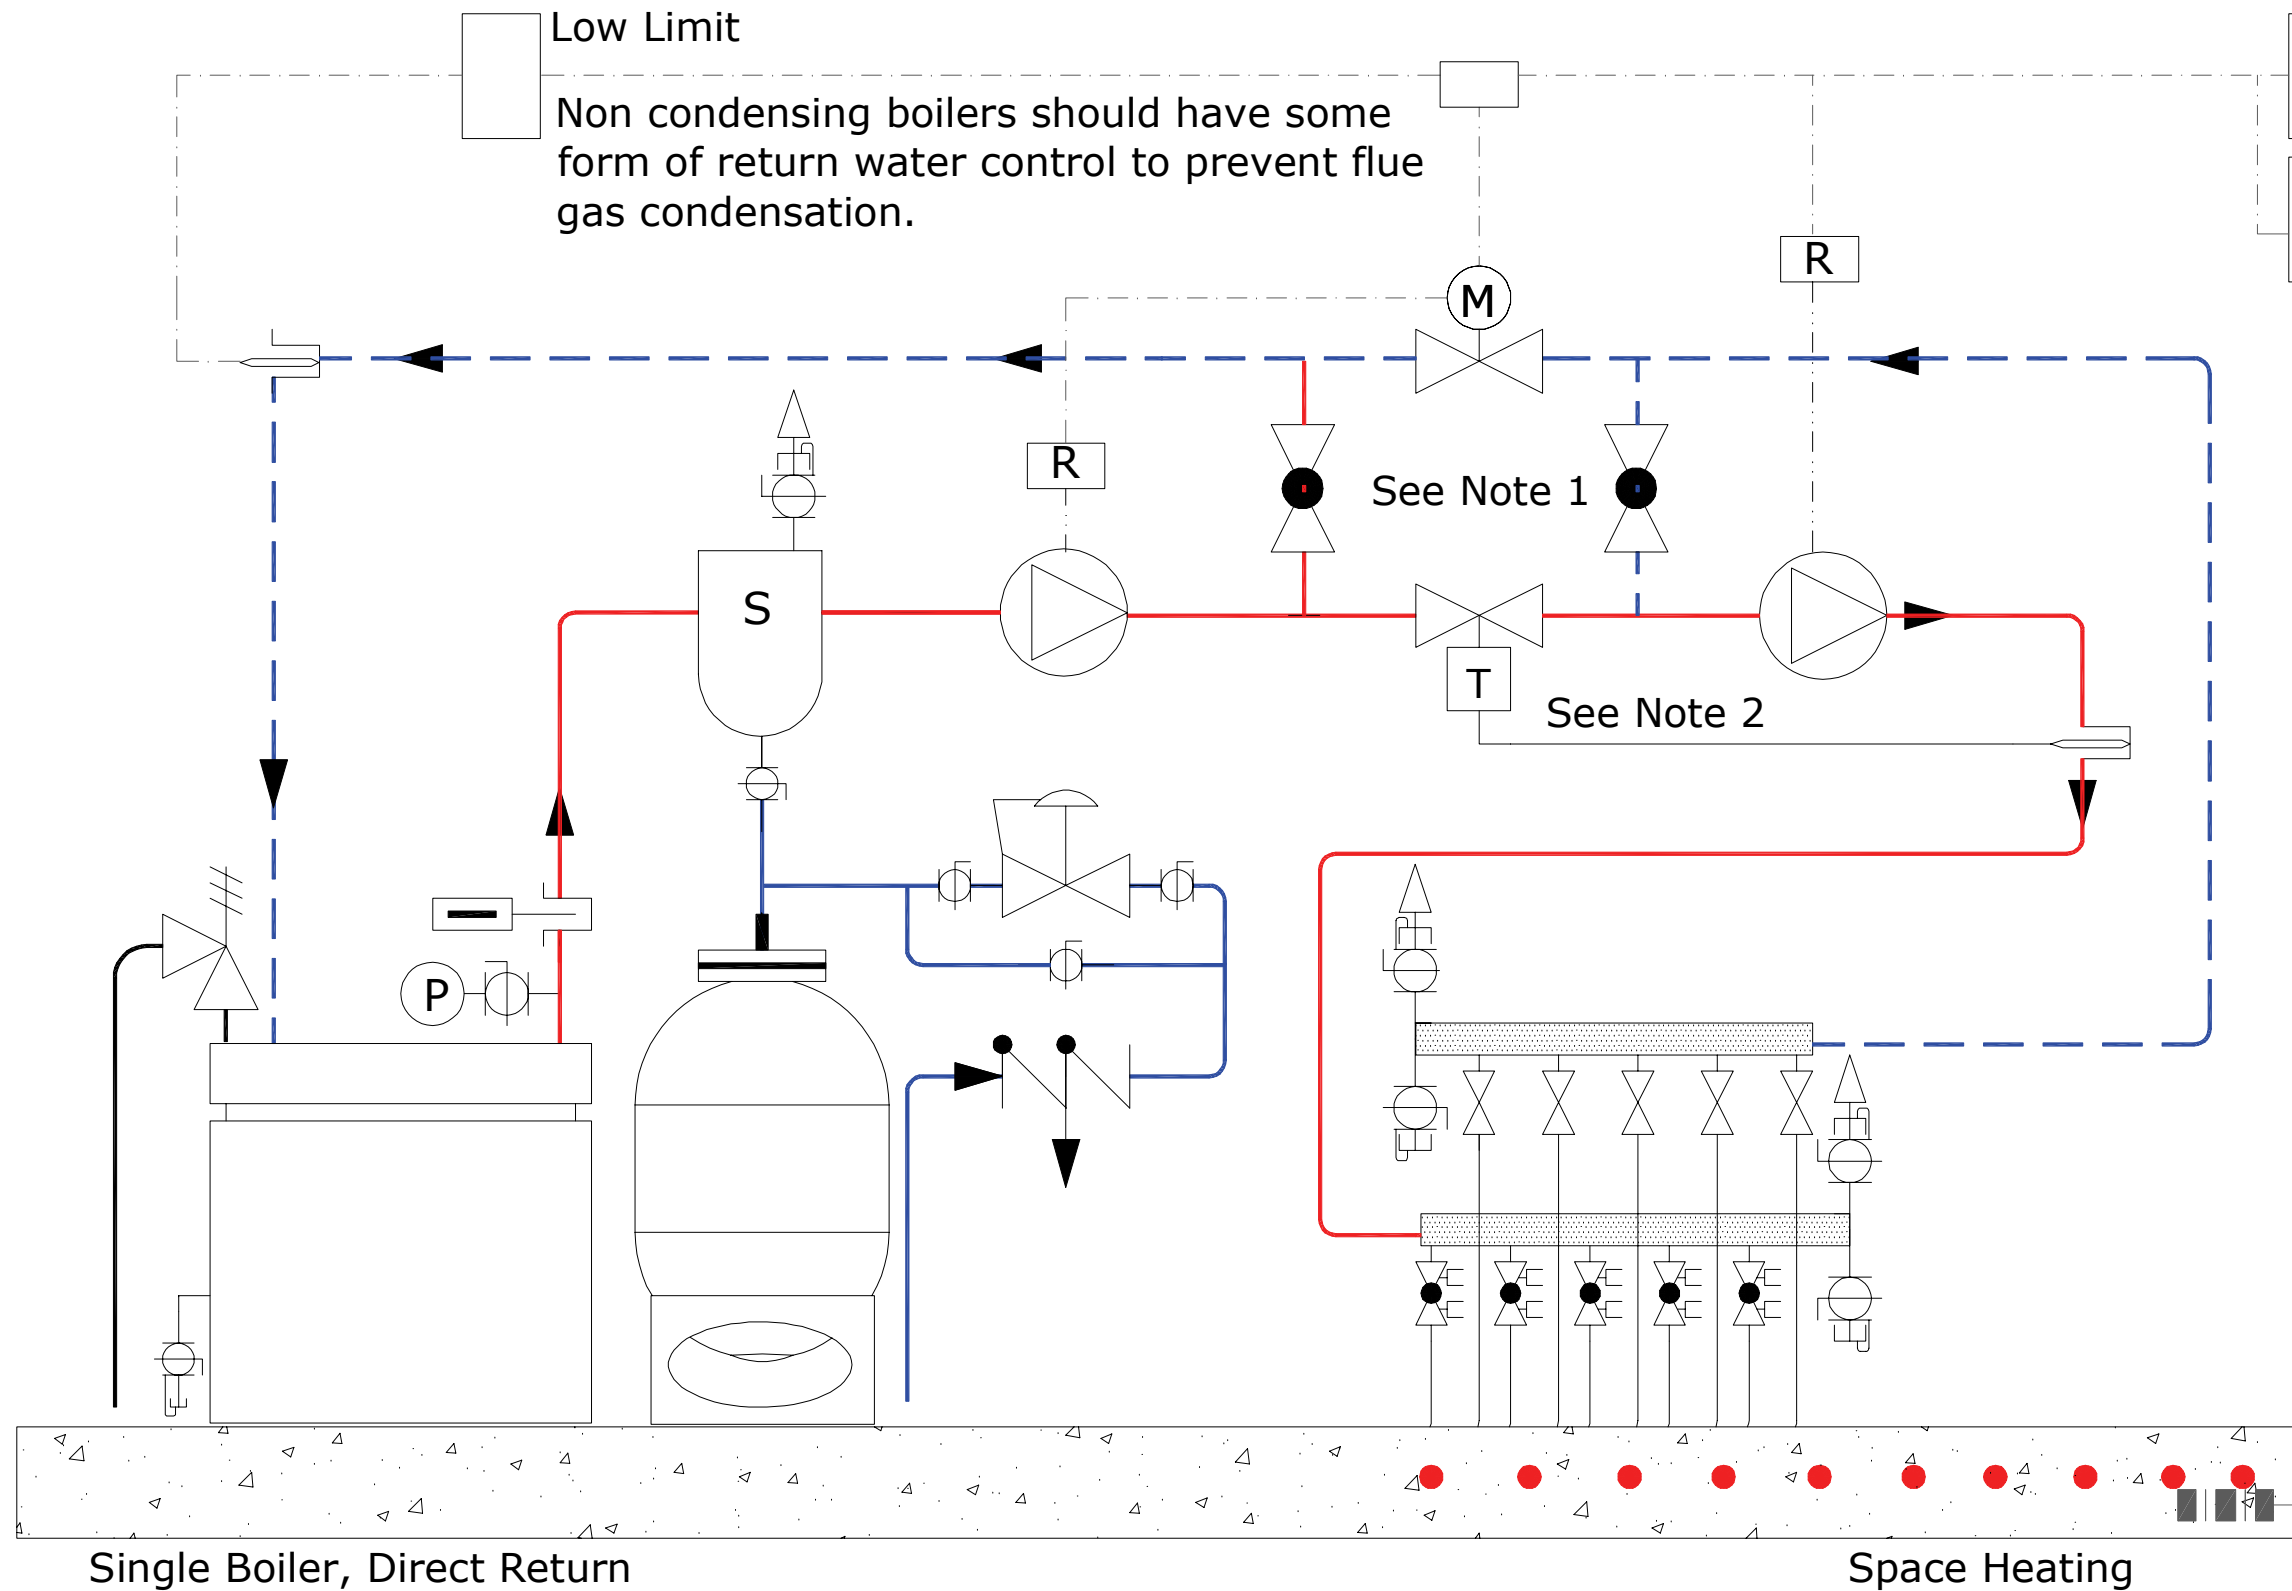 Low Limit
Non condensing boilers should have some
form of return water control to prevent flue
gas condensation.
R
M
R
See Note 1
S
T
See Note 2
P
Single Boiler, Direct Return
Space Heating